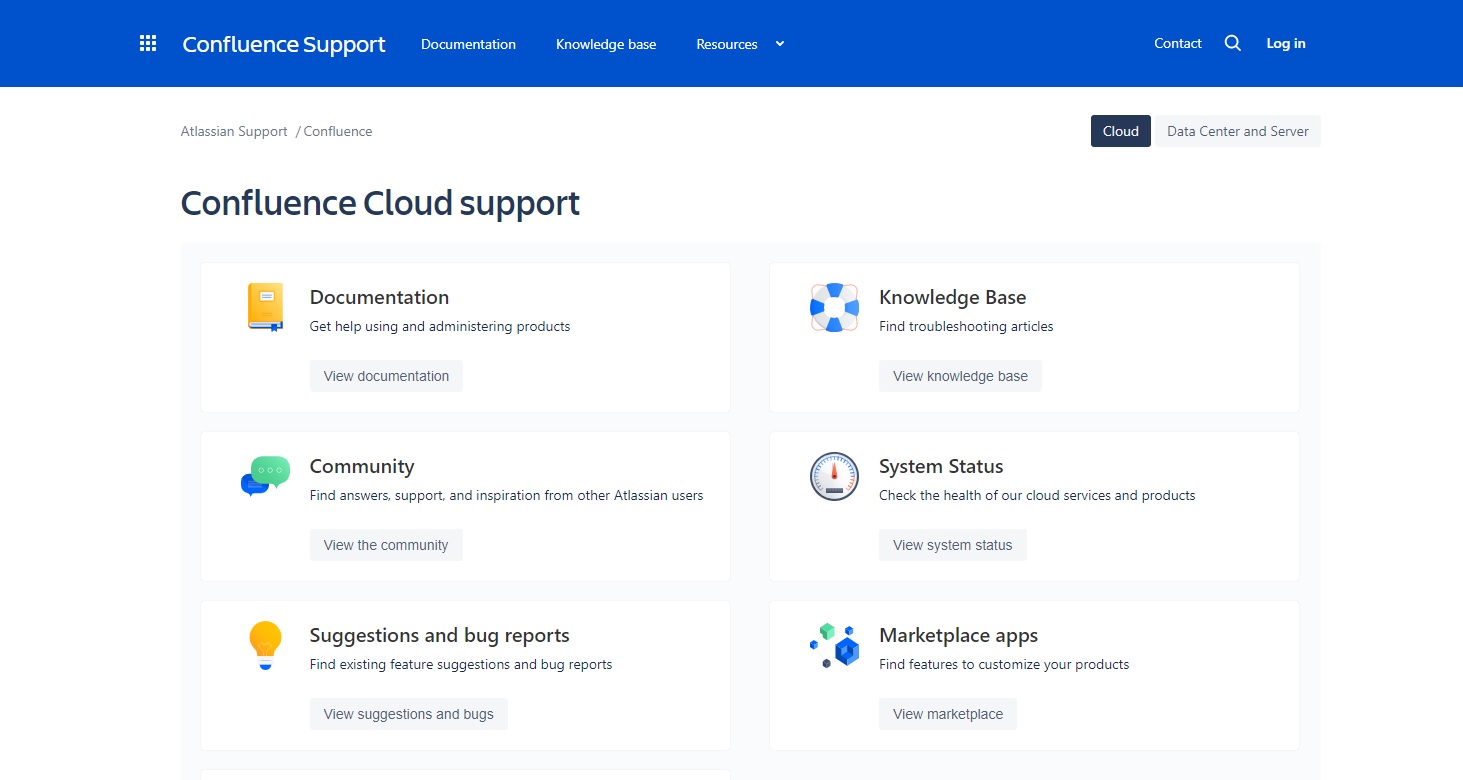 Confluence Support Documentation Knowledge base Resources Contact Log in
Atlassian Support / Confluence Cloud Data Center and Server
Confluence Cloud support
Documentation
Get help using and administering products
View documentation
Knowledge Base
Find troubleshooting articles
View knowledge base
Community
Find answers, support, and inspiration from other Atlassian users
View the community
System Status
Check the health of our cloud services and products
View system status
Suggestions and bug reports
Find existing feature suggestions and bug reports
View suggestions and bugs
Marketplace apps
Find features to customize your products
View marketplace